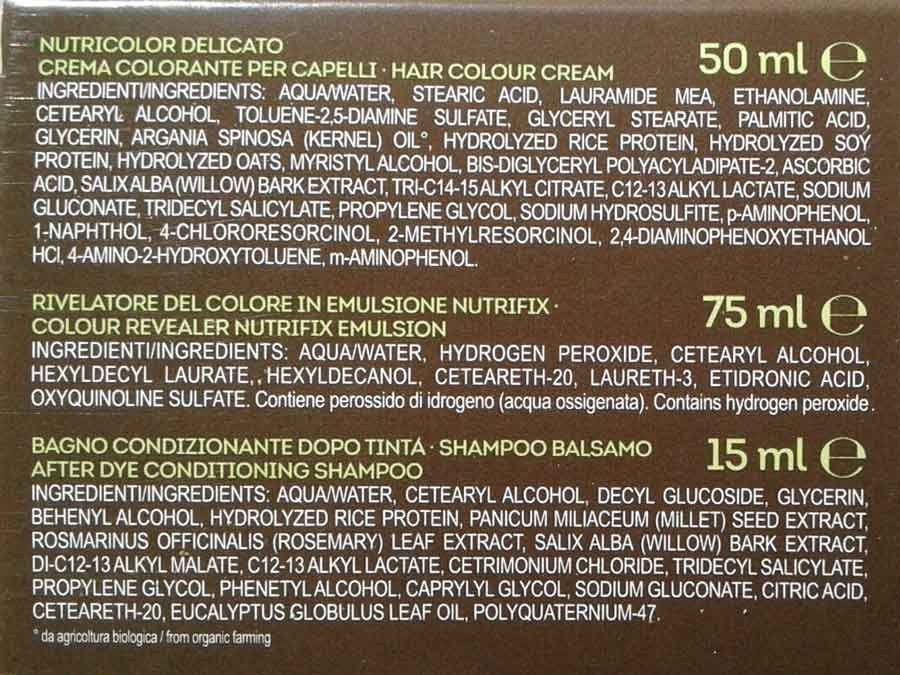 NUTRICOLOR DELICATO
CREMA COLORANTE PER CAPELLI · HAIR COLOUR CREAM 50 ml ℮
INGREDIENTI/INGREDIENTS: AQUA/WATER, STEARIC ACID, LAURAMIDE MEA, ETHANOLAMINE,
CETEARYL ALCOHOL, TOLUENE-2,5-DIAMINE SULFATE, GLYCERYL STEARATE, PALMITIC ACID,
GLYCERIN, ARGANIA SPINOSA (KERNEL) OIL°, HYDROLYZED RICE PROTEIN, HYDROLYZED SOY
PROTEIN, HYDROLYZED OATS, MYRISTYL ALCOHOL, BIS-DIGLYCERYL POLYACYLADIPATE-2, ASCORBIC
ACID, SALIX ALBA (WILLOW) BARK EXTRACT, TRI-C14-15 ALKYL CITRATE, C12-13 ALKYL LACTATE, SODIUM
GLUCONATE, TRIDECYL SALICYLATE, PROPYLENE GLYCOL, SODIUM HYDROSULFITE, p-AMINOPHENOL,
1-NAPHTHOL, 4-CHLORORESORCINOL, 2-METHYLRESORCINOL, 2,4-DIAMINOPHENOXYETHANOL
HCl, 4-AMINO-2-HYDROXYTOLUENE, m-AMINOPHENOL.
RIVELATORE DEL COLORE IN EMULSIONE NUTRIFIX ·
COLOUR REVEALER NUTRIFIX EMULSION 75 ml ℮
INGREDIENTI/INGREDIENTS: AQUA/WATER, HYDROGEN PEROXIDE, CETEARYL ALCOHOL,
HEXYLDECYL LAURATE,, HEXYLDECANOL, CETEARETH-20, LAURETH-3, ETIDRONIC ACID,
OXYQUINOLINE SULFATE. Contiene perossido di idrogeno (acqua ossigenata). Contains hydrogen peroxide.
BAGNO CONDIZIONANTE DOPO TINTA · SHAMPOO BALSAMO
AFTER DYE CONDITIONING SHAMPOO 15 ml ℮
INGREDIENTI/INGREDIENTS: AQUA/WATER, CETEARYL ALCOHOL, DECYL GLUCOSIDE, GLYCERIN,
BEHENYL ALCOHOL, HYDROLYZED RICE PROTEIN, PANICUM MILIACEUM (MILLET) SEED EXTRACT,
ROSMARINUS OFFICINALIS (ROSEMARY) LEAF EXTRACT, SALIX ALBA (WILLOW) BARK EXTRACT,
DI-C12-13 ALKYL MALATE, C12-13 ALKYL LACTATE, CETRIMONIUM CHLORIDE, TRIDECYL SALICYLATE,
PROPYLENE GLYCOL, PHENETYL ALCOHOL, CAPRYLYL GLYCOL, SODIUM GLUCONATE, CITRIC ACID,
CETEARETH-20, EUCALYPTUS GLOBULUS LEAF OIL, POLYQUATERNIUM-47.
° da agricoltura biologica / from organic farming